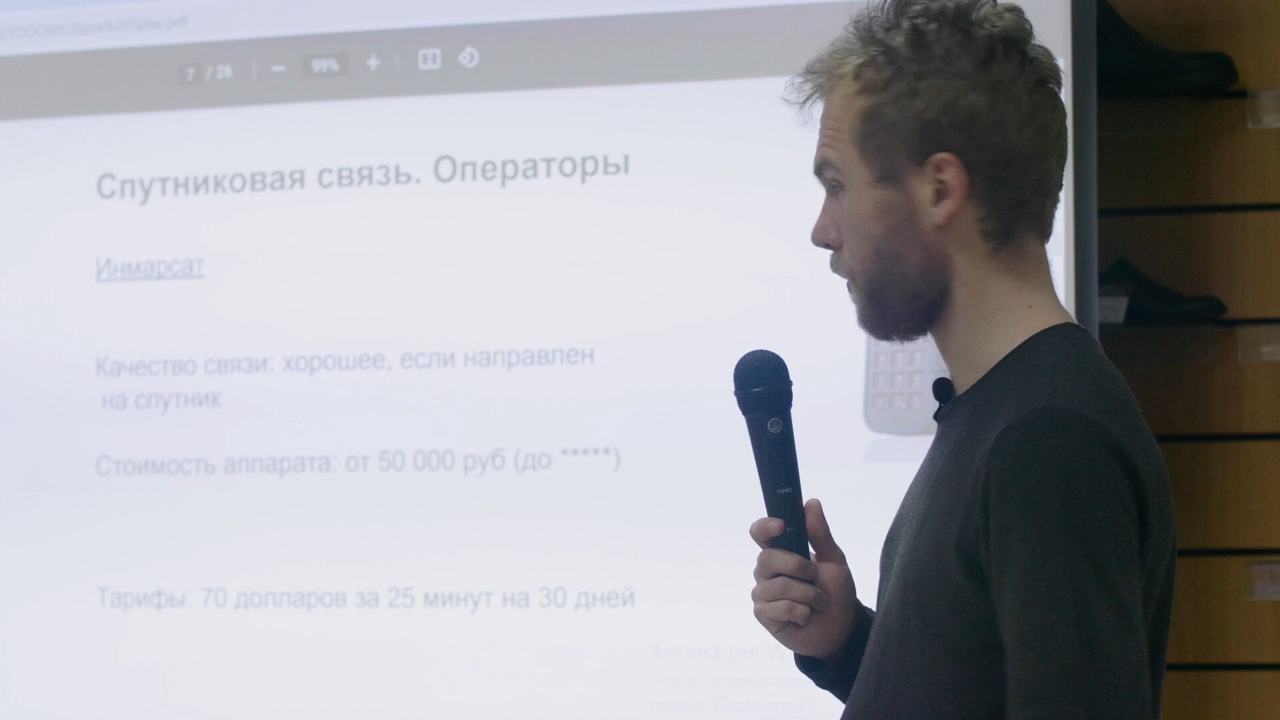 7 / 26
99%
Спутниковая связь. Операторы
Инмарсат
Качество связи: хорошее, если направлен
на спутник
Стоимость аппарата: от 50 000 руб (до *****)
Тарифы: 70 долларов за 25 минут на 30 дней
Активация W